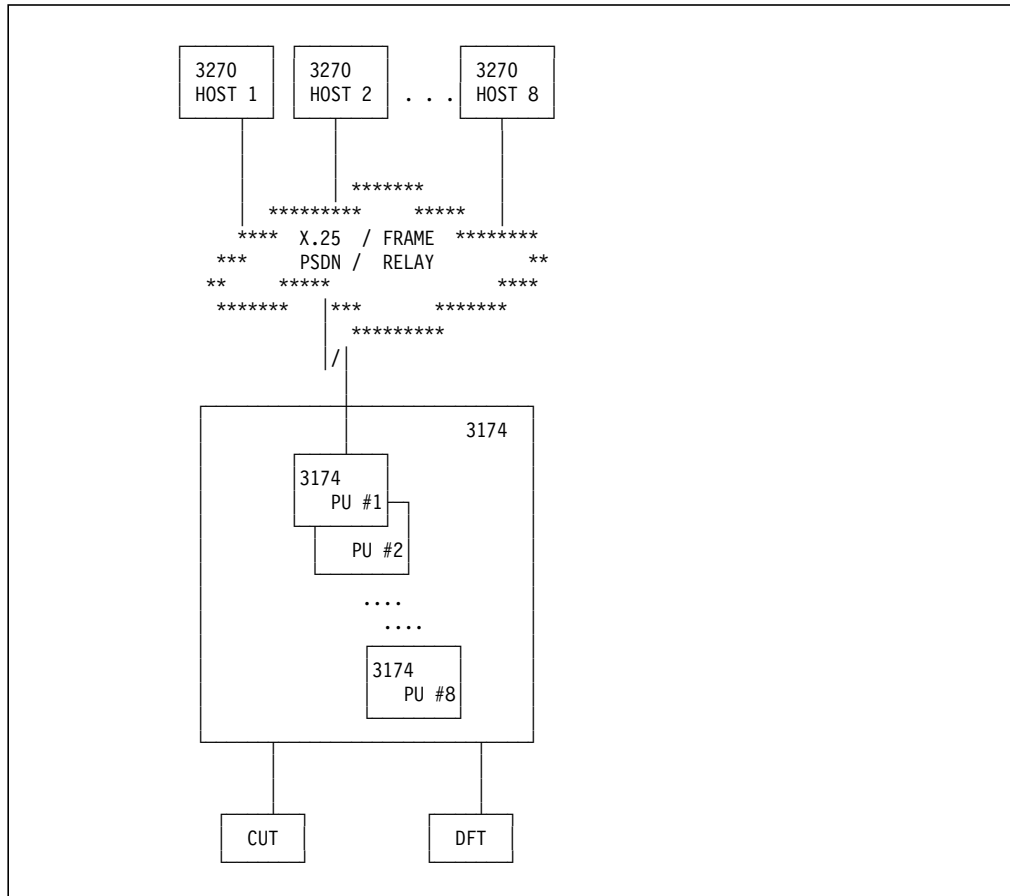 3270 3270 3270
HOST 1 HOST 2 . . . HOST 8
*******
********* *****
**** X.25 / FRAME ********
*** PSDN / RELAY **
** ***** ****
******* *** *******
*********
/
3174
3174
PU #1
PU #2
....
....
3174
PU #8
CUT DFT